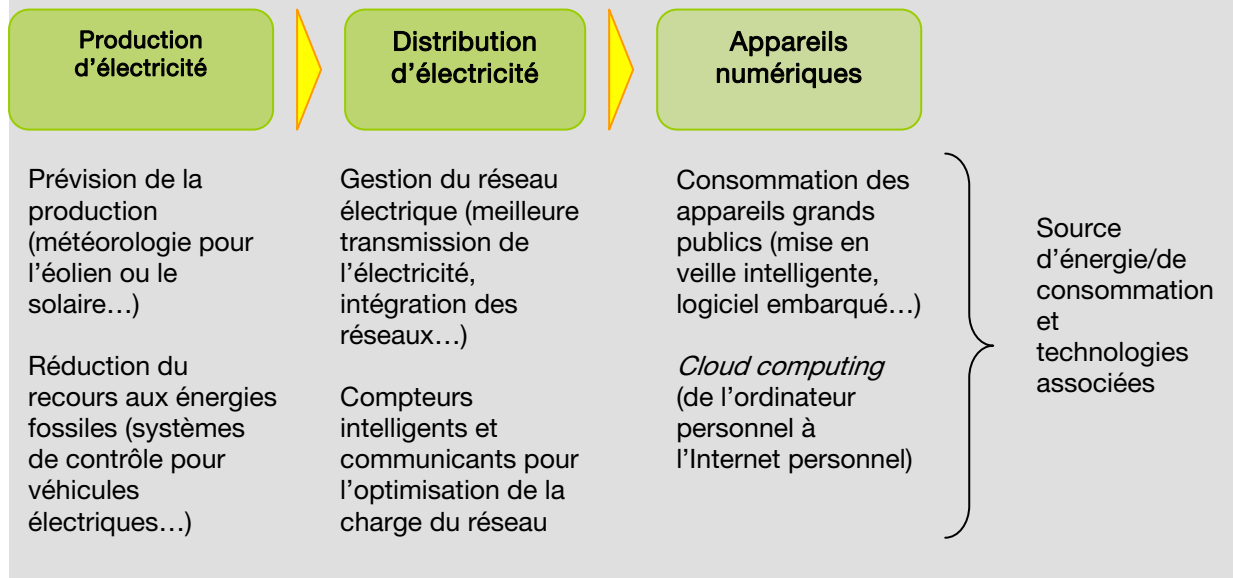 Production
d’électricité
Distribution
d’électricité
Appareils
numériques
Prévision de la
production
(météorologie pour
l’éolien ou le
solaire…)
Réduction du
recours aux énergies
fossiles (systèmes
de contrôle pour
véhicules
électriques…)
Gestion du réseau
électrique (meilleure
transmission de
l’électricité,
intégration des
réseaux…)
Compteurs
intelligents et
communicants pour
l’optimisation de la
charge du réseau
Consommation des
appareils grands
publics (mise en
veille intelligente,
logiciel embarqué…)
Cloud computing
(de l’ordinateur
personnel à
l’Internet personnel)
Source
d’énergie/de
consommation
et
technologies
associées